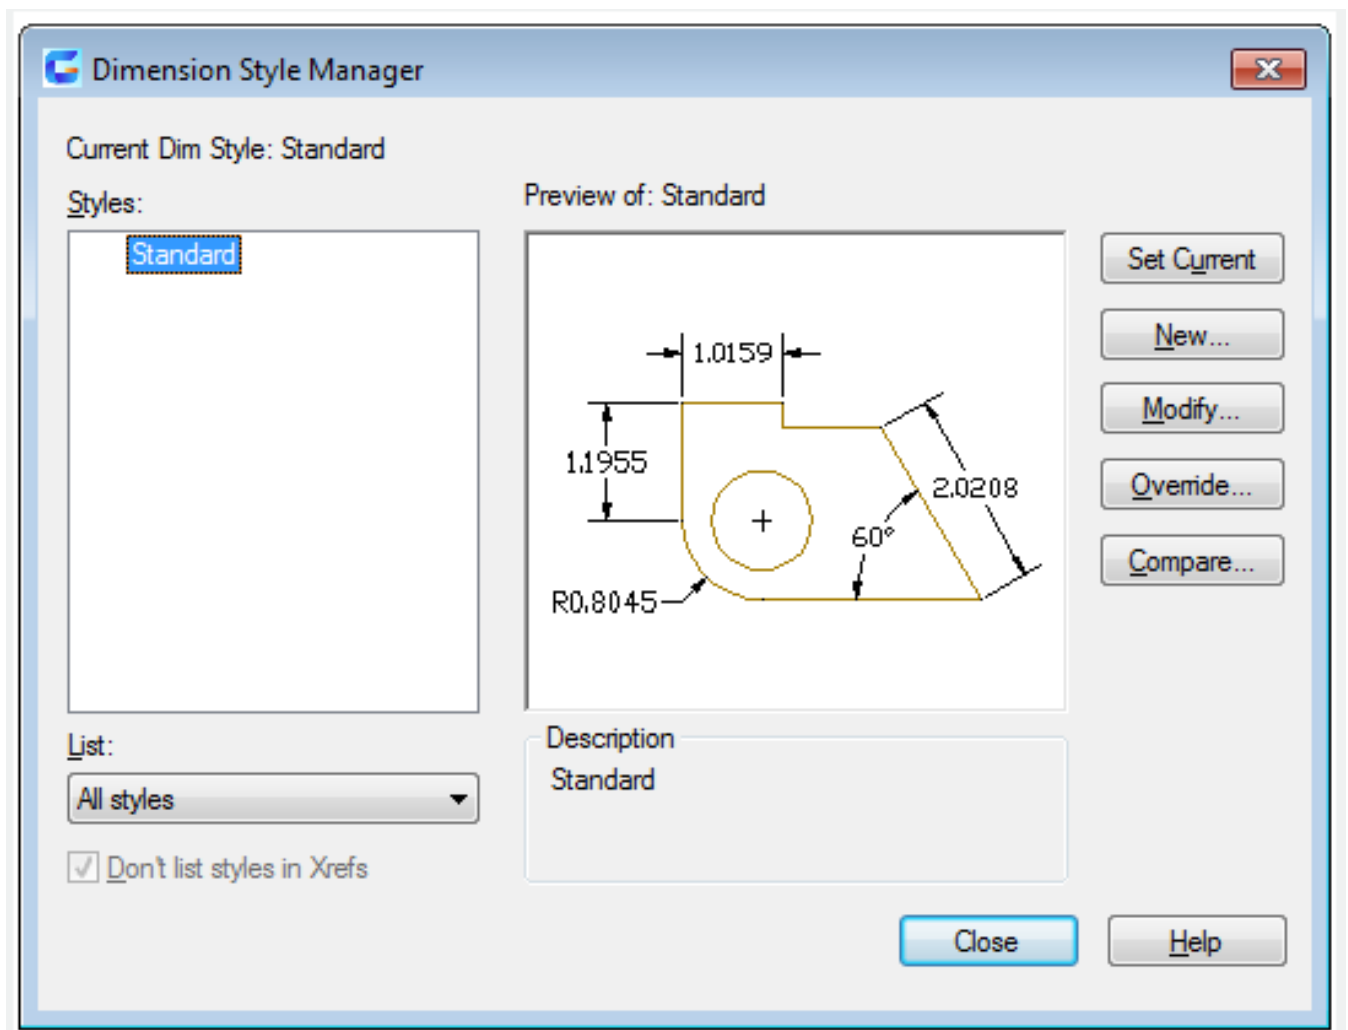 Dimension Style Manager
Current Dim Style: Standard
Styles:
Standard
Preview of: Standard
1.0159
1.1955
2.0208
60°
R0.8045
Set Current
New...
Modify...
Override...
Compare...
List:
All styles
Don't list styles in Xrefs
Description
Standard
Close
Help